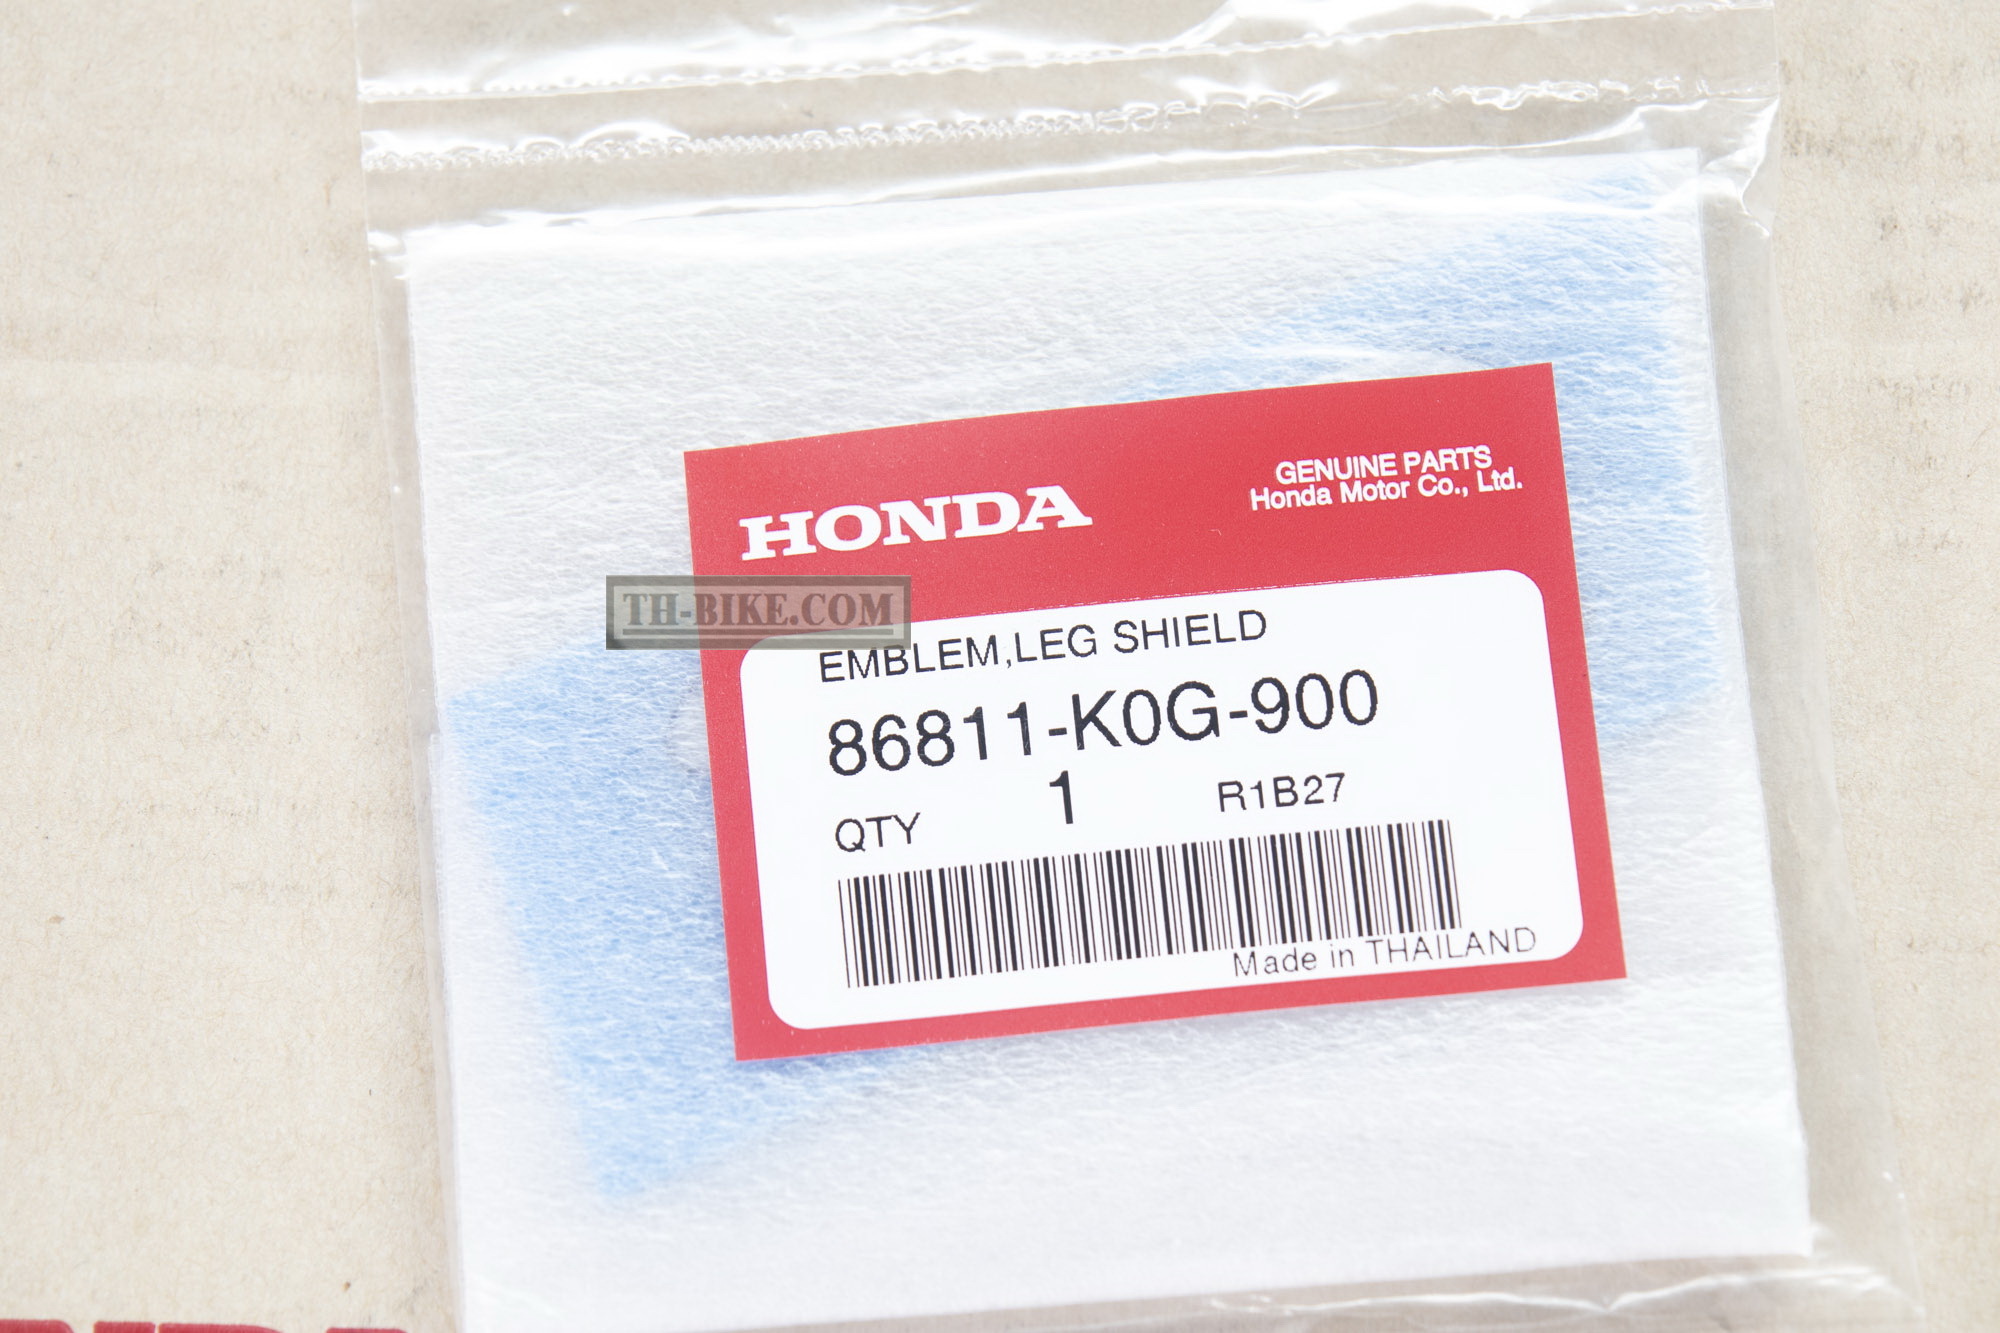 HONDA
GENUINE PARTS
Honda Motor Co., Ltd.
TH-BIKE.COM
EMBLEM,LEG SHIELD
86811-K0G-900
QTY 1 R1B27
Made in THAILAND